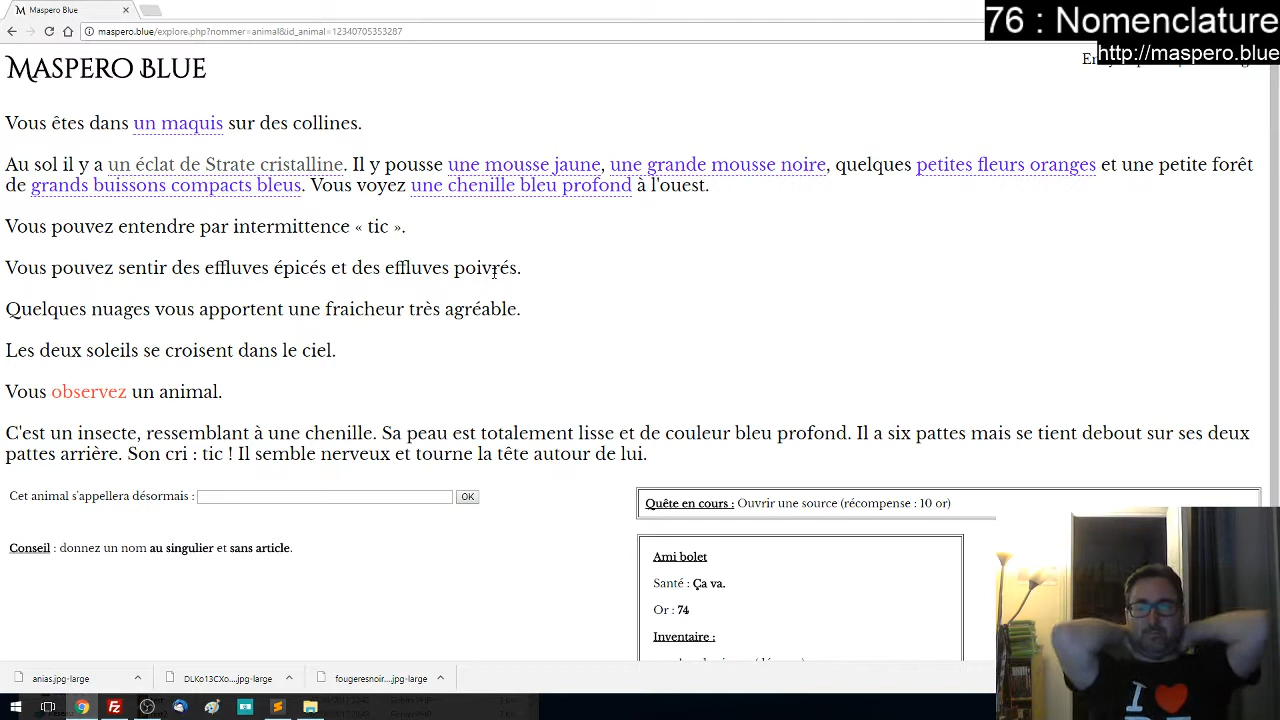 Maspero Blue
76 : Nomenclature
maspero.blue/explore.php?nommer=animal&id_animal=12340705353287
http://maspero.blue
MASPERO BLUE
Vous êtes dans un maquis sur des collines.
Au sol il y a un éclat de Strate cristalline. Il y pousse une mousse jaune, une grande mousse noire, quelques petites fleurs oranges et une petite forêt
de grands buissons compacts bleus. Vous voyez une chenille bleu profond à l'ouest.
Vous pouvez entendre par intermittence « tic ».
Vous pouvez sentir des effluves épicés et des effluves poivrés.
Quelques nuages vous apportent une fraicheur très agréable.
Les deux soleils se croisent dans le ciel.
Vous observez un animal.
C'est un insecte, ressemblant à une chenille. Sa peau est totalement lisse et de couleur bleu profond. Il a six pattes mais se tient debout sur ses deux
pattes arrière. Son cri : tic ! Il semble nerveux et tourne la tête autour de lui.
Cet animal s'appellera désormais : OK
Quête en cours : Ouvrir une source (récompense : 10 or)
Conseil : donnez un nom au singulier et sans article.
Ami bolet
Santé : Ça va.
Or : 74
Inventaire :
anias.jpg-large
DLKo13CXo....jpg-large
fougeresnoir....jpg-large
I